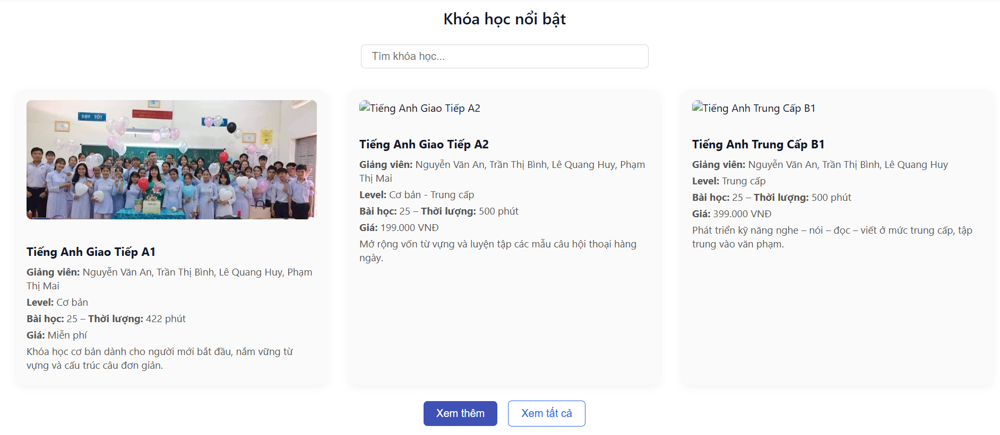 Khóa học nổi bật
Tìm khóa học...
DẠY TỐT
Tiếng Anh Giao Tiếp A1
Giảng viên: Nguyễn Văn An, Trần Thị Bình, Lê Quang Huy, Phạm
Thị Mai
Level: Cơ bản
Bài học: 25 – Thời lượng: 422 phút
Giá: Miễn phí
Khóa học cơ bản dành cho người mới bắt đầu, nắm vững từ
vựng và cấu trúc câu đơn giản.
Tiếng Anh Giao Tiếp A2
Tiếng Anh Giao Tiếp A2
Giảng viên: Nguyễn Văn An, Trần Thị Bình, Lê Quang Huy, Phạm
Thị Mai
Level: Cơ bản - Trung cấp
Bài học: 25 – Thời lượng: 500 phút
Giá: 199.000 VNĐ
Mở rộng vốn từ vựng và luyện tập các mẫu câu hội thoại hàng
ngày.
Tiếng Anh Trung Cấp B1
Tiếng Anh Trung Cấp B1
Giảng viên: Nguyễn Văn An, Trần Thị Bình, Lê Quang Huy
Level: Trung cấp
Bài học: 25 – Thời lượng: 500 phút
Giá: 399.000 VNĐ
Phát triển kỹ năng nghe – nói – đọc – viết ở mức trung cấp, tập
trung vào văn phạm.
Xem thêm
Xem tất cả